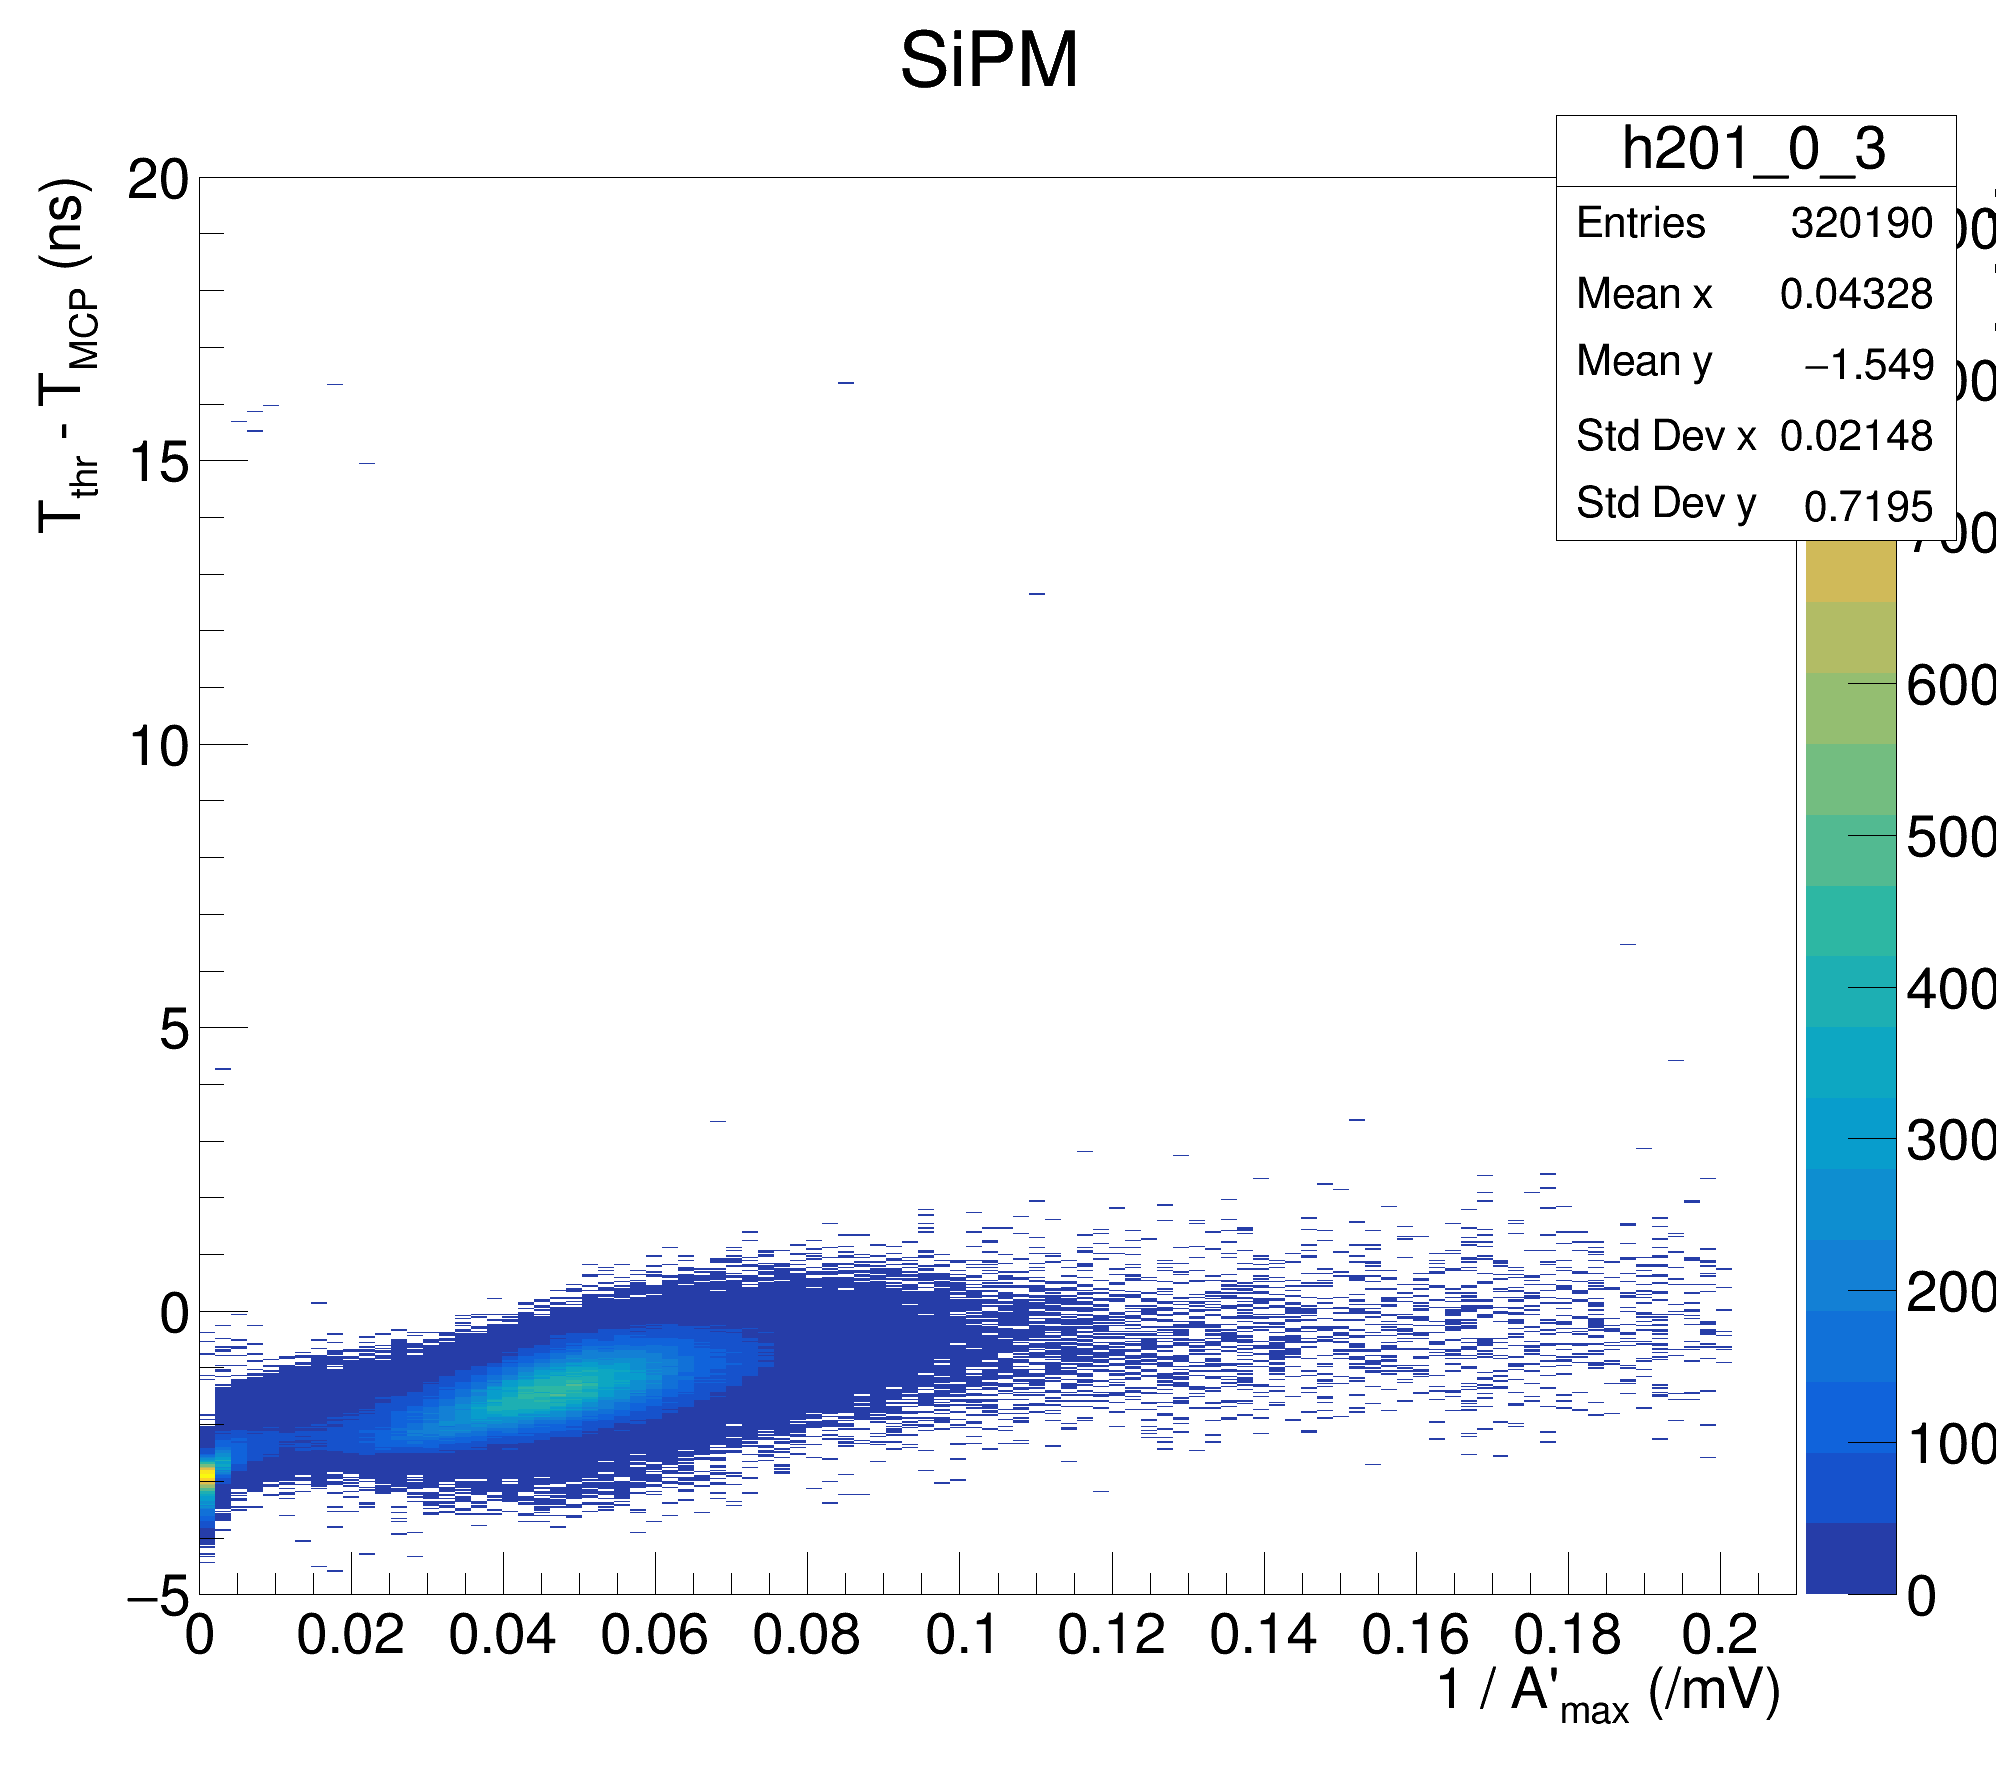 SiPM
h201_0_3
Entries 320190
Mean x 0.04328
Mean y −1.549
Std Dev x 0.02148
Std Dev y 0.7195
T_thr - T_MCP (ns)
20
15
10
5
0
−5
0 0.02 0.04 0.06 0.08 0.1 0.12 0.14 0.16 0.18 0.2
1 / A'_max (/mV)
600
500
400
300
200
100
0